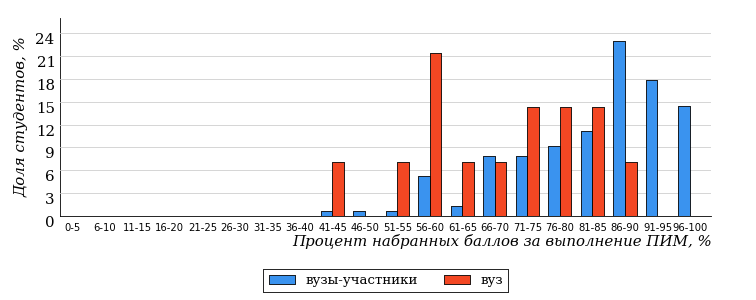 Доля студентов, %
24
21
18
15
12
9
6
3
0
0-5 6-10 11-15 16-20 21-25 26-30 31-35 36-40 41-45 46-50 51-55 56-60 61-65 66-70 71-75 76-80 81-85 86-90 91-95 96-100
Процент набранных баллов за выполнение ПИМ, %
вузы-участники вуз